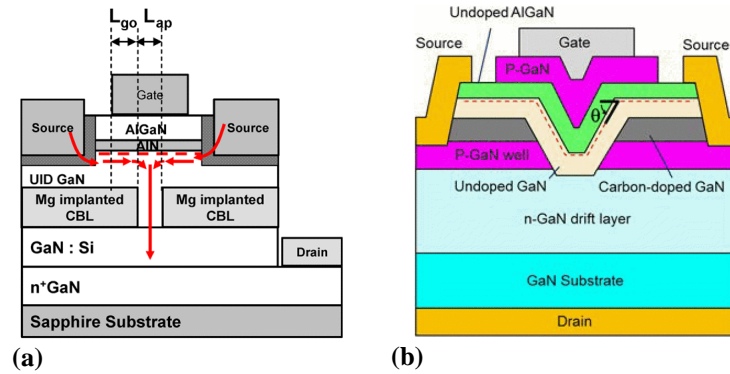 Lgo Lap
Gate
Source
Source
AlGaN
AlN
UID GaN
Mg implanted
CBL
Mg implanted
CBL
GaN : Si
Drain
n+GaN
Sapphire Substrate
(a)
Undoped AlGaN
Source
Gate
Source
P-GaN
θ
P-GaN well
Undoped GaN
Carbon-doped GaN
n-GaN drift layer
GaN Substrate
Drain
(b)